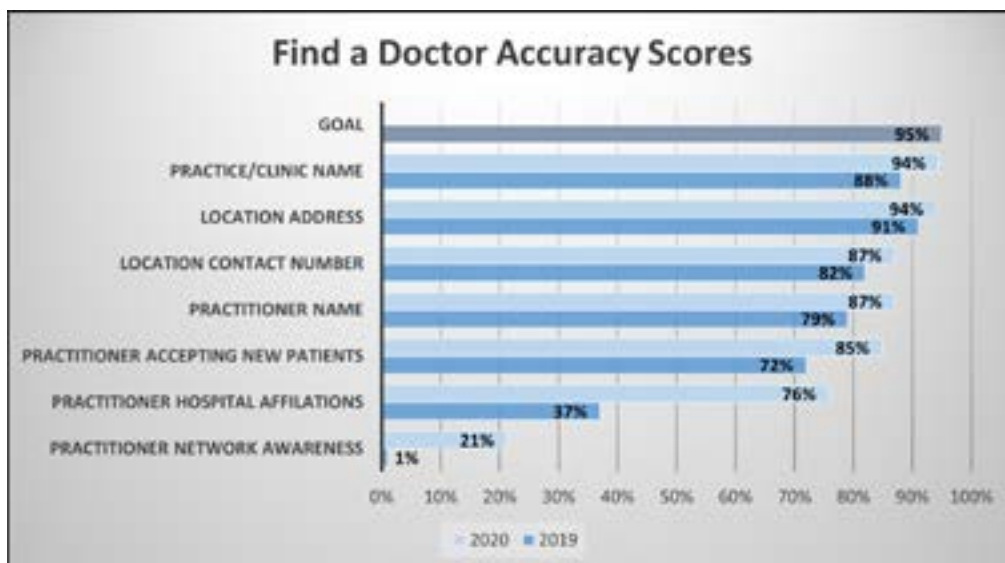 Find a Doctor Accuracy Scores
GOAL
95%
PRACTICE/CLINIC NAME
94%
88%
LOCATION ADDRESS
94%
91%
LOCATION CONTACT NUMBER
87%
82%
PRACTITIONER NAME
87%
79%
PRACTITIONER ACCEPTING NEW PATIENTS
85%
72%
PRACTITIONER HOSPITAL AFFILATIONS
76%
37%
PRACTITIONER NETWORK AWARENESS
21%
1%
0% 10% 20% 30% 40% 50% 60% 70% 80% 90% 100%
2020 2019